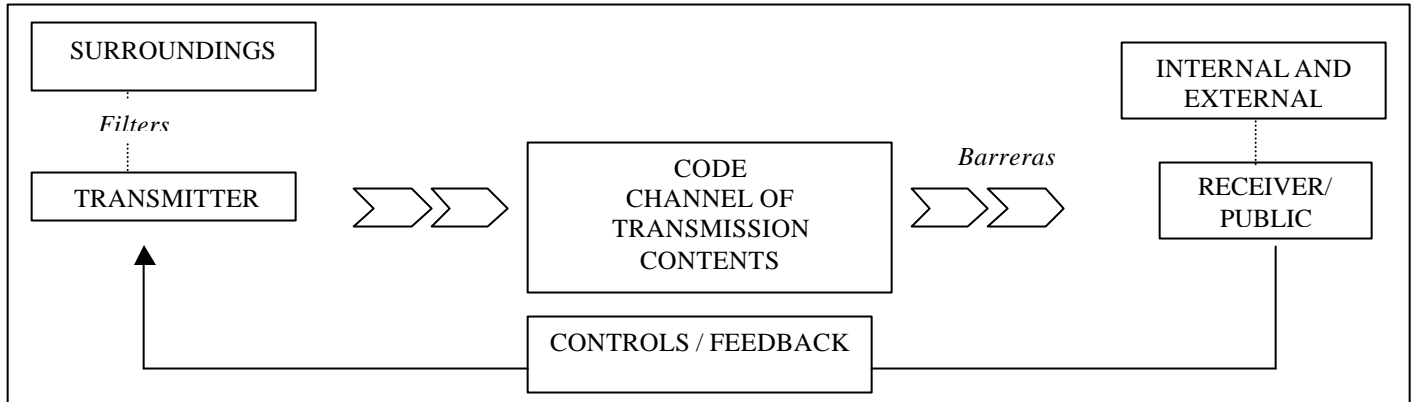 SURROUNDINGS
Filters
TRANSMITTER
CODE
CHANNEL OF
TRANSMISSION
CONTENTS
Barreras
INTERNAL AND
EXTERNAL
RECEIVER/
PUBLIC
CONTROLS / FEEDBACK